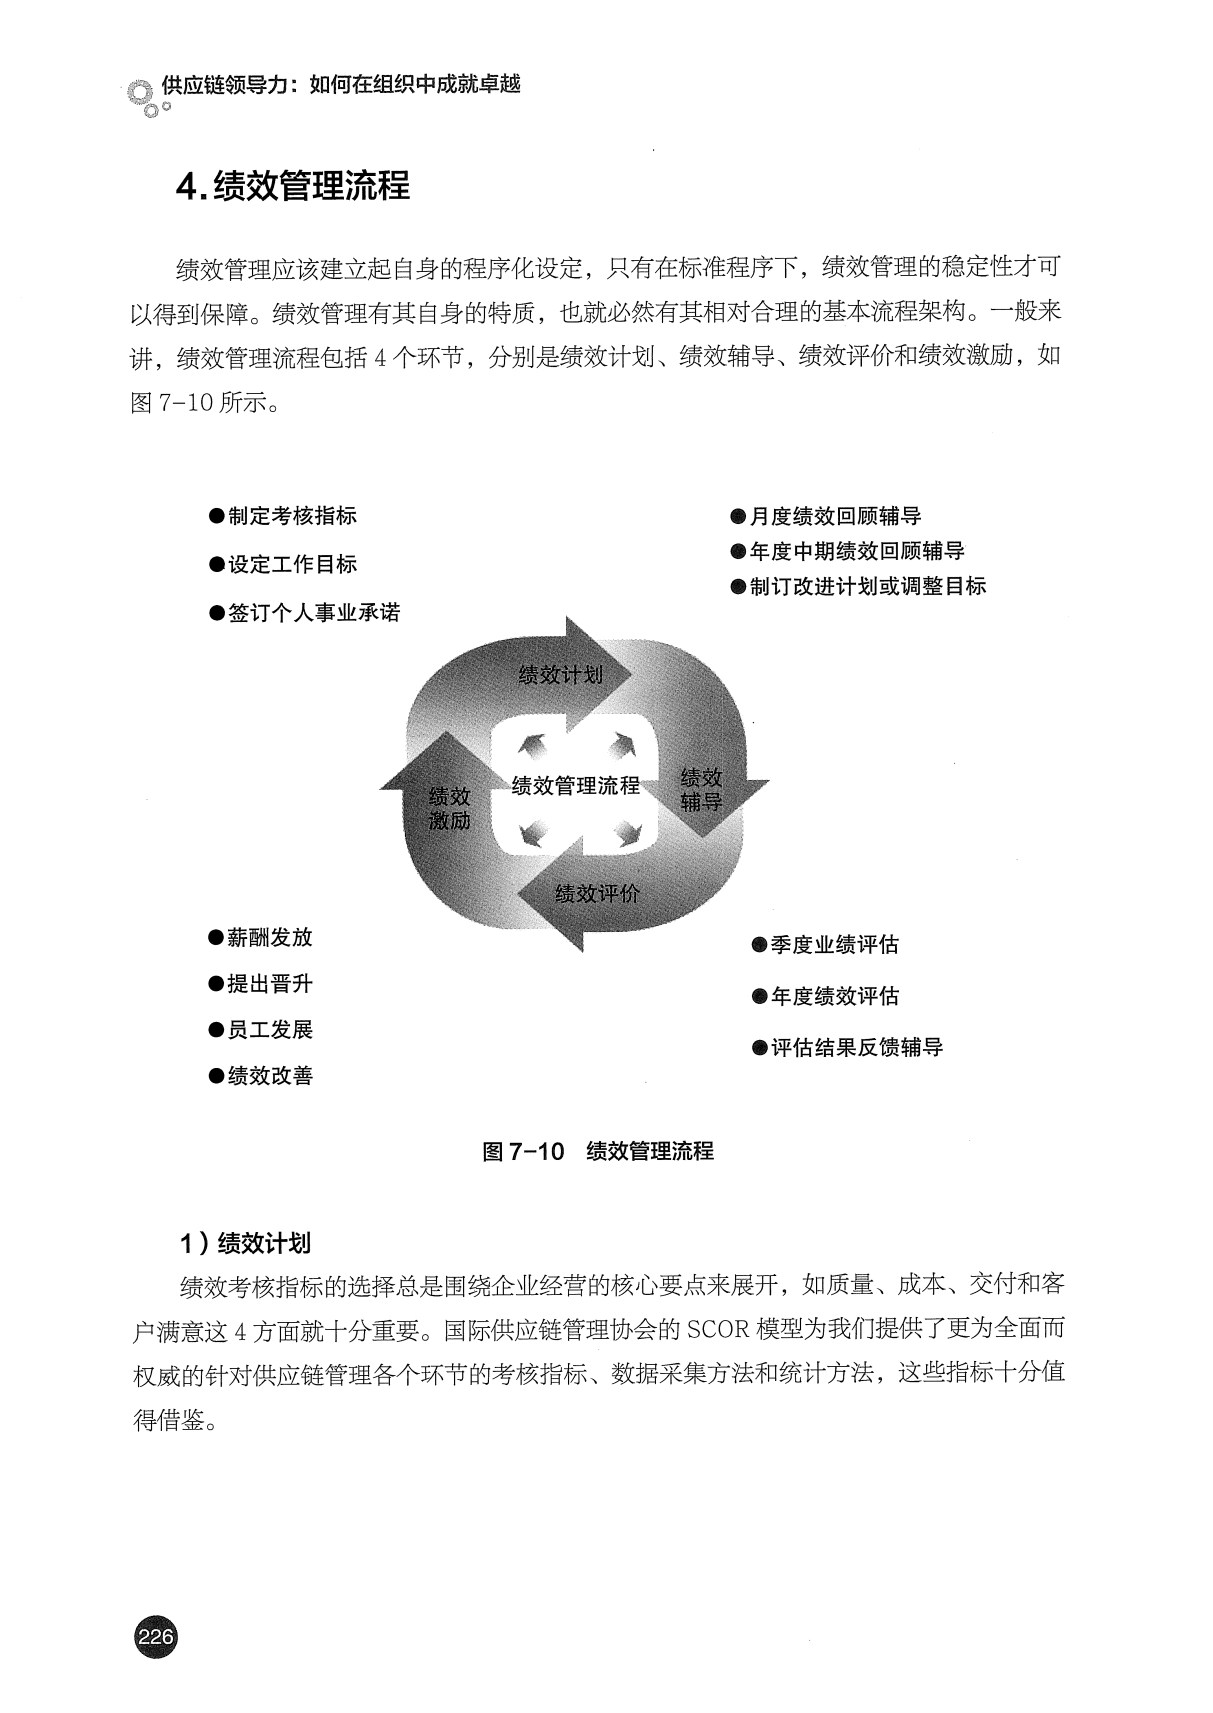 供应链领导力：如何在组织中成就卓越
4.绩效管理流程
绩效管理应该建立起自身的程序化设定，只有在标准程序下，绩效管理的稳定性才可
以得到保障。绩效管理有其自身的特质，也就必然有其相对合理的基本流程架构。一般来
讲，绩效管理流程包括 4 个环节，分别是绩效计划、绩效辅导、绩效评价和绩效激励，如
图 7-10 所示。
●制定考核指标
●设定工作目标
●签订个人事业承诺
●月度绩效回顾辅导
●年度中期绩效回顾辅导
●制订改进计划或调整目标
绩效计划
绩效管理流程
绩效
辅导
绩效
激励
绩效评价
●薪酬发放
●提出晋升
●员工发展
●绩效改善
●季度业绩评估
●年度绩效评估
●评估结果反馈辅导
图 7-10 绩效管理流程
1）绩效计划
绩效考核指标的选择总是围绕企业经营的核心要点来展开，如质量、成本、交付和客
户满意这 4 方面就十分重要。国际供应链管理协会的 SCOR 模型为我们提供了更为全面而
权威的针对供应链管理各个环节的考核指标、数据采集方法和统计方法，这些指标十分值
得借鉴。
226